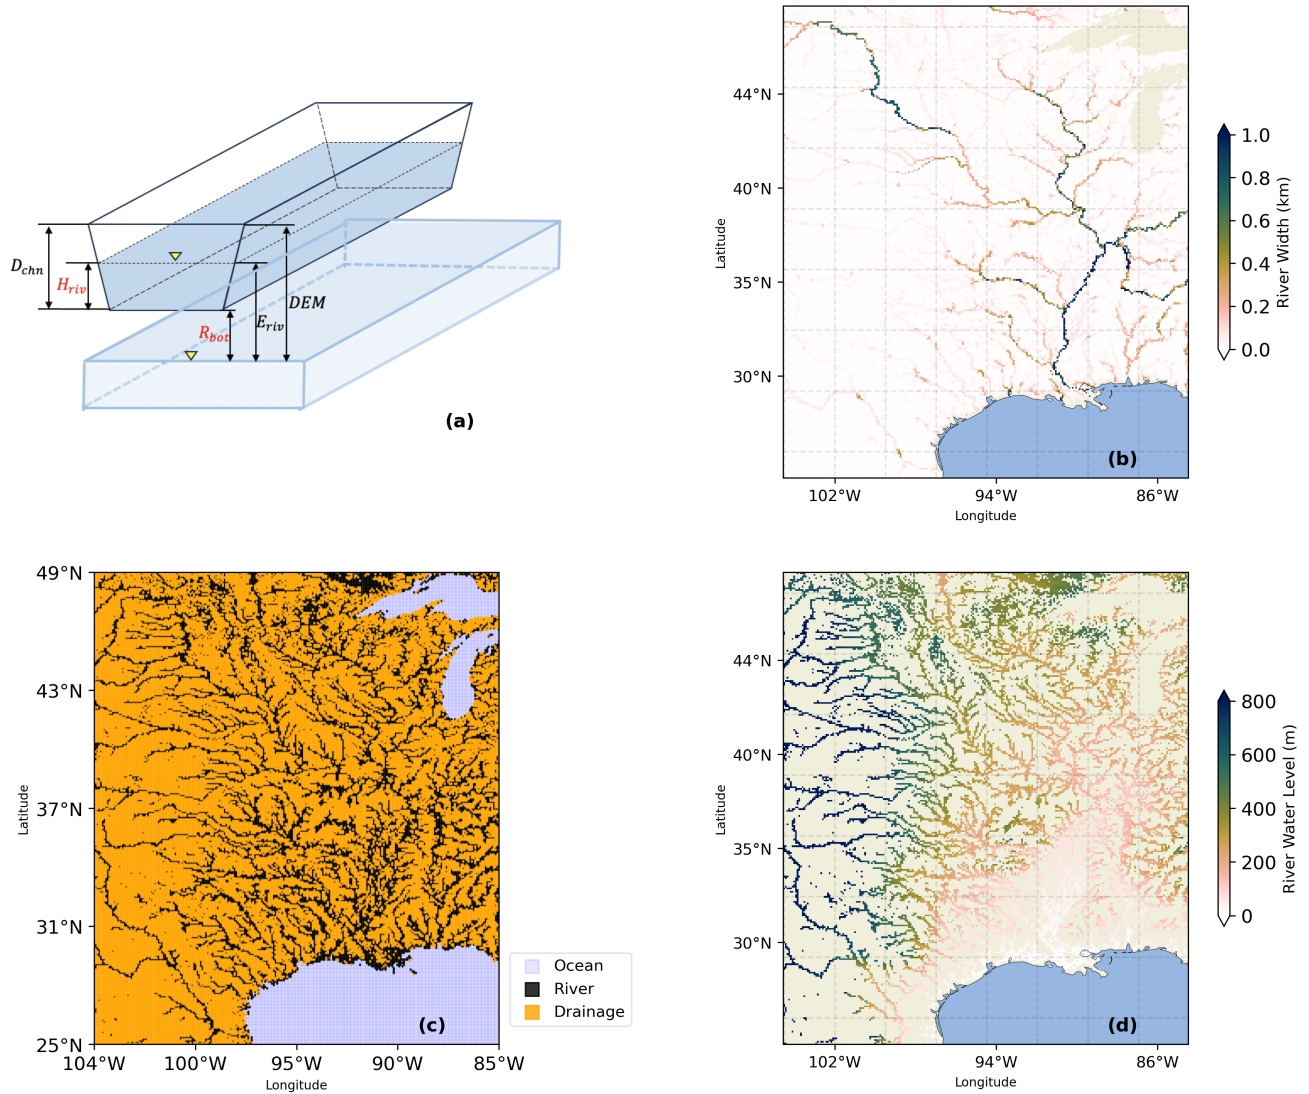 D_chn
H_riv
R_bot
E_riv
DEM
(a)
44°N
40°N
35°N
30°N
Latitude
102°W 94°W 86°W
Longitude
(b)
1.0
0.8
0.6
0.4
0.2
0.0
River Width (km)
49°N
43°N
37°N
31°N
25°N
Latitude
104°W 100°W 95°W 90°W 85°W
Longitude
(c)
Ocean
River
Drainage
44°N
40°N
35°N
30°N
Latitude
102°W 94°W 86°W
Longitude
(d)
800
600
400
200
0
River Water Level (m)